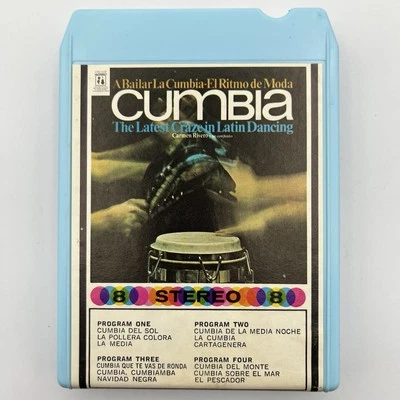 A Bailar La Cumbia-El Ritmo de Moda
CUMBIA
The Latest Craze in Latin Dancing
Carmen Rivero
8 STEREO 8
PROGRAM ONE
CUMBIA DEL SOL
LA POLLERA COLORA
LA MEDIA
PROGRAM TWO
CUMBIA DE LA MEDIA NOCHE
LA CUMBIA
CARTAGENERA
PROGRAM THREE
CUMBIA QUE TE VAS DE RONDA
CUMBIA, CUMBIAMBA
NAVIDAD NEGRA
PROGRAM FOUR
CUMBIA DEL MONTE
CUMBIA SOBRE EL MAR
EL PESCADOR